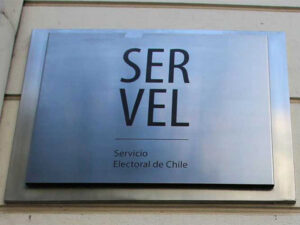 SER
VEL
Servicio
Electoral de Chile